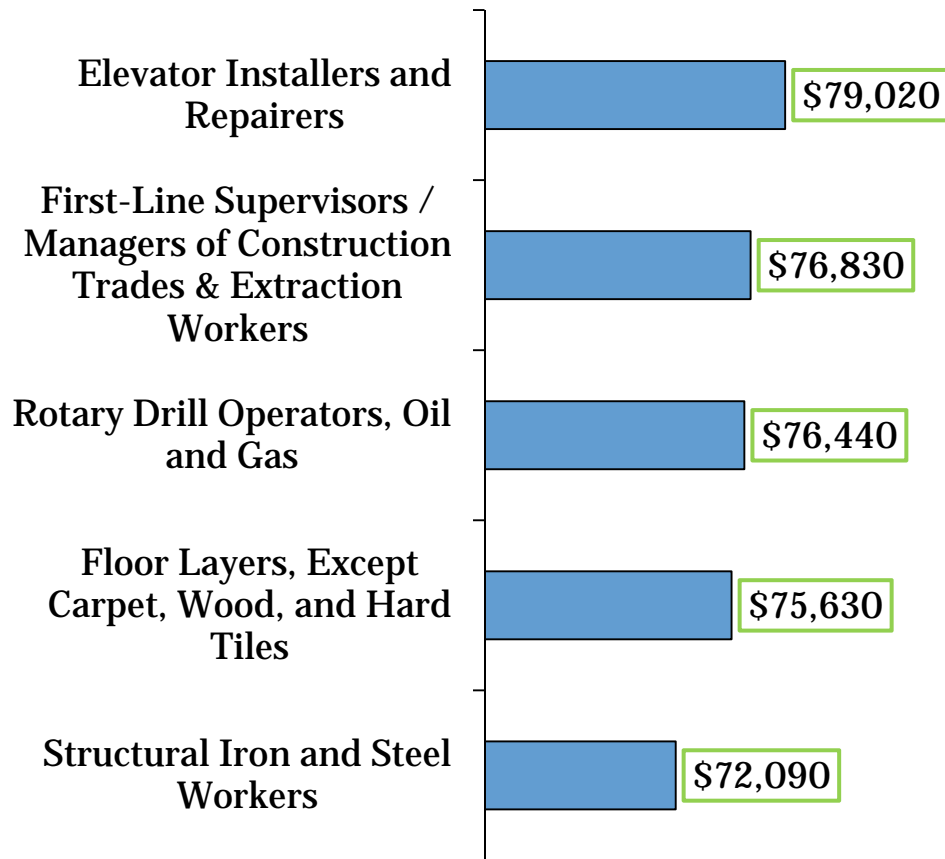 Elevator Installers and
Repairers
$79,020
First-Line Supervisors /
Managers of Construction
Trades & Extraction
Workers
$76,830
Rotary Drill Operators, Oil
and Gas
$76,440
Floor Layers, Except
Carpet, Wood, and Hard
Tiles
$75,630
Structural Iron and Steel
Workers
$72,090